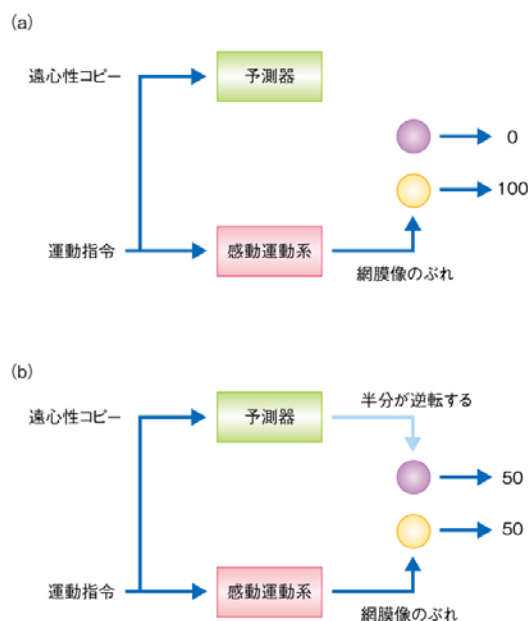 (a)
遠心性コピー
予測器
0
100
運動指令
感動運動系
網膜像のぶれ
(b)
遠心性コピー
予測器
半分が逆転する
50
50
運動指令
感動運動系
網膜像のぶれ